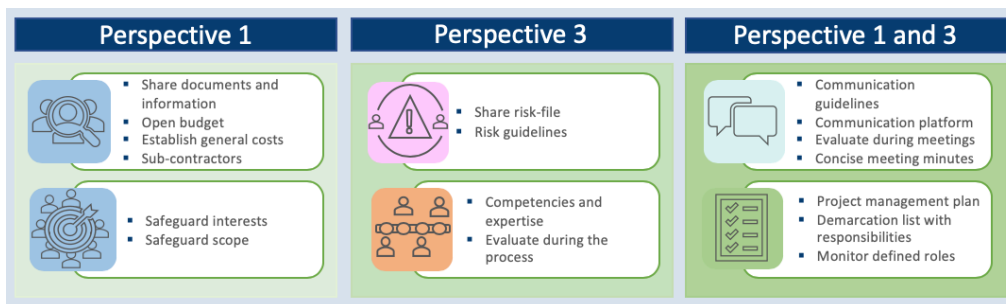 Perspective 1
▪ Share documents and
information
▪ Open budget
▪ Establish general costs
▪ Sub-contractors
▪ Safeguard interests
▪ Safeguard scope
Perspective 3
▪ Share risk-file
▪ Risk guidelines
▪ Competencies and
expertise
▪ Evaluate during the
process
Perspective 1 and 3
▪ Communication
guidelines
▪ Communication platform
▪ Evaluate during meetings
▪ Concise meeting minutes
▪ Project management plan
▪ Demarcation list with
responsibilities
▪ Monitor defined roles